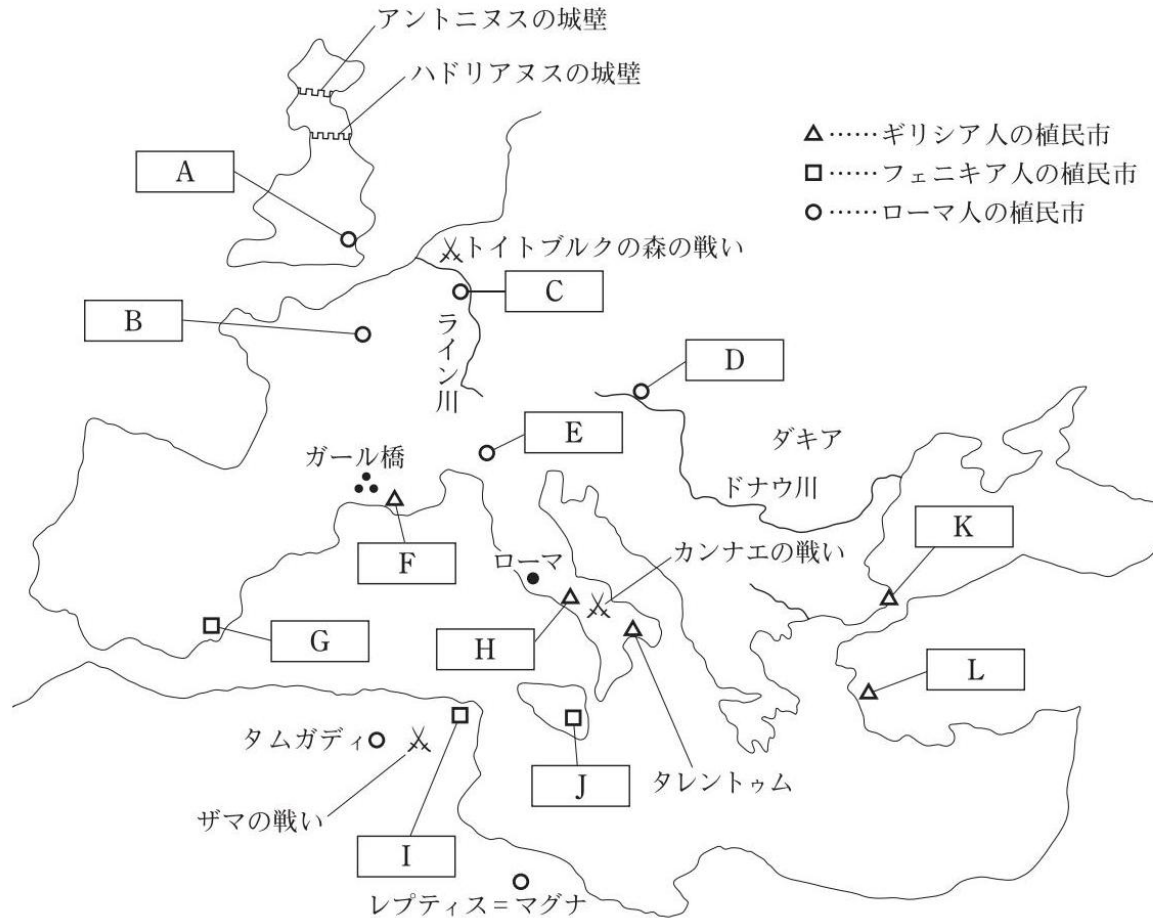 アントニヌスの城壁
ハドリアヌスの城壁
△……ギリシア人の植民市
□……フェニキア人の植民市
○……ローマ人の植民市
A
トイトブルクの森の戦い
C
B
ライン川
D
E
ダキア
ガール橋
ドナウ川
K
カンナエの戦い
ローマ
F
G
H
L
タムガディ
J
タレントゥム
ザマの戦い
I
レプティス=マグナ